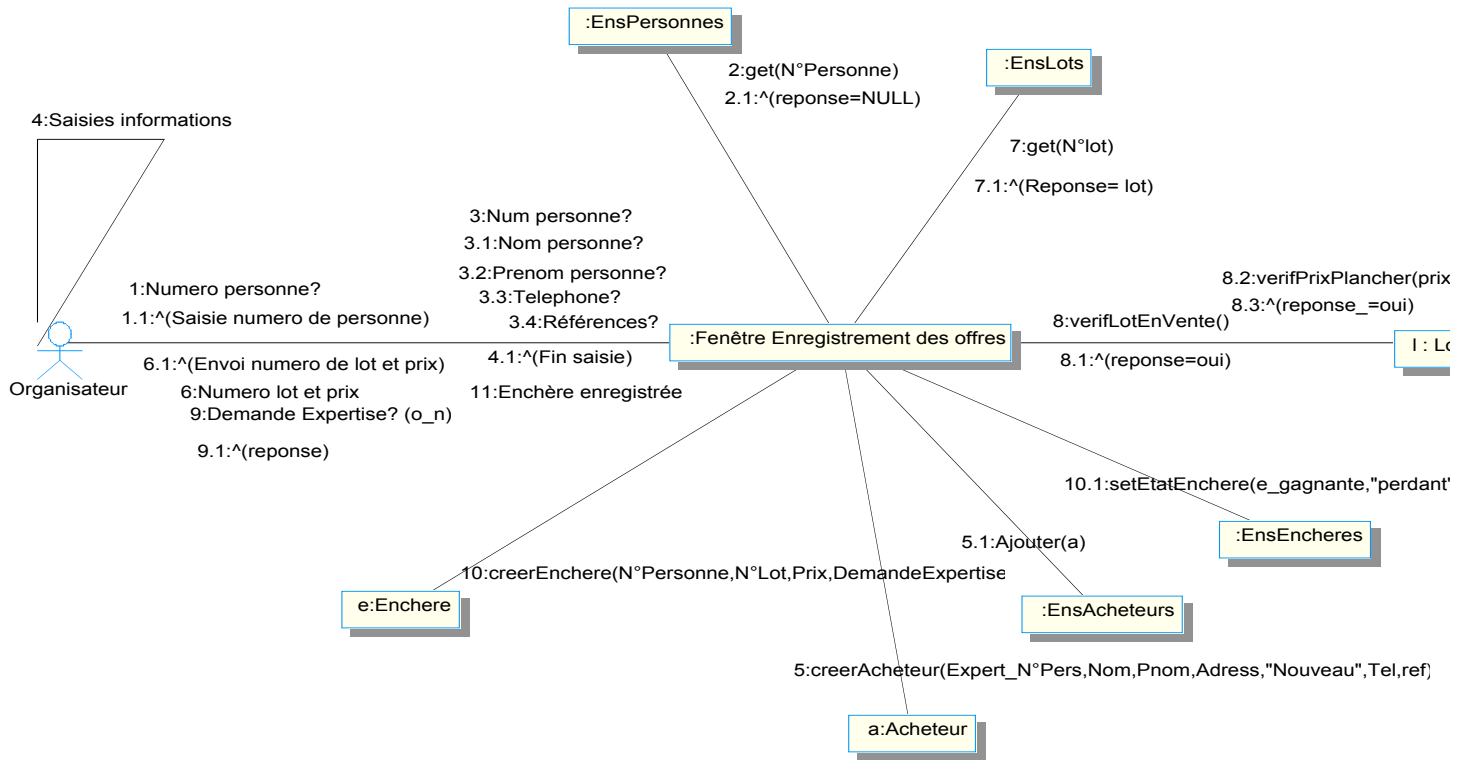 :EnsPersonnes
:EnsLots
2:get(N°Personne)
2.1:^(reponse=NULL)
4:Saisies informations
7:get(N°lot)
7.1:^(Reponse= lot)
3:Num personne?
3.1:Nom personne?
3.2:Prenom personne?
3.3:Telephone?
3.4:Références?
1:Numero personne?
1.1:^(Saisie numero de personne)
8.2:verifPrixPlancher(prix
8.3:^(reponse_=oui)
8:verifLotEnVente()
:Fenêtre Enregistrement des offres
l : Lo
8.1:^(reponse=oui)
4.1:^(Fin saisie)
6.1:^(Envoi numero de lot et prix)
Organisateur
6:Numero lot et prix
11:Enchère enregistrée
9:Demande Expertise? (o_n)
9.1:^(reponse)
10.1:setEtatEnchere(e_gagnante,"perdant"
:EnsEncheres
5.1:Ajouter(a)
10:creerEnchere(N°Personne,N°Lot,Prix,DemandeExpertise
e:Enchere
:EnsAcheteurs
5:creerAcheteur(Expert_N°Pers,Nom,Pnom,Adress,"Nouveau",Tel,ref)
a:Acheteur